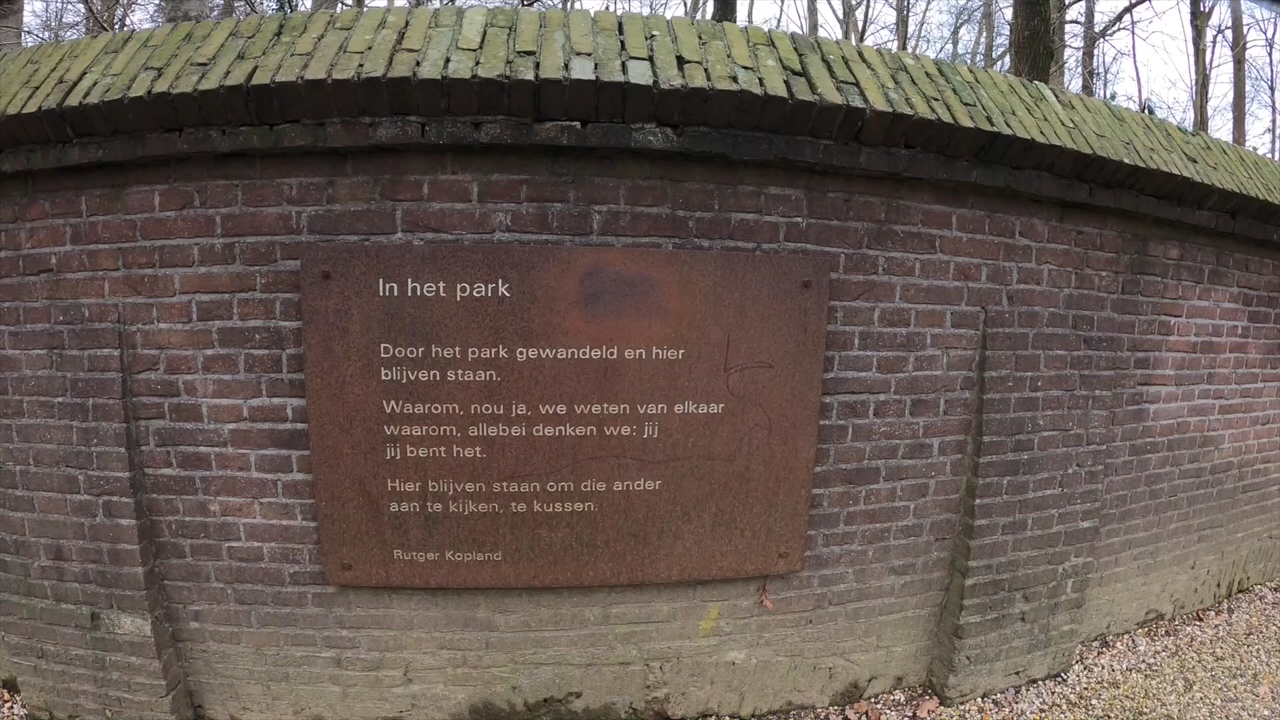 In het park
Door het park gewandeld en hier
blijven staan.
Waarom, nou ja, we weten van elkaar
waarom, allebei denken we: jij
jij bent het.
Hier blijven staan om die ander
aan te kijken, te kussen.
Rutger Kopland